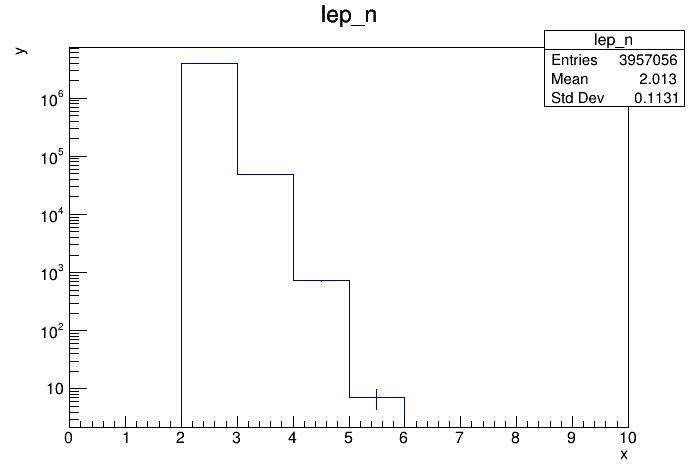 lep_n
y
lep_n
Entries 3957056
Mean 2.013
Std Dev 0.1131
10^6
10^5
10^4
10^3
10^2
10
0 1 2 3 4 5 6 7 8 9 10
x